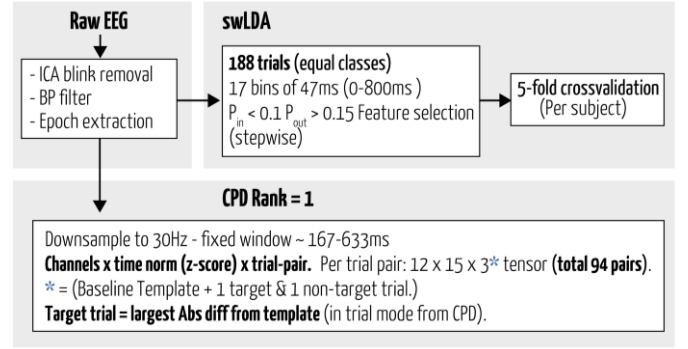 Raw EEG
- ICA blink removal
- BP filter
- Epoch extraction
swLDA
188 trials (equal classes)
17 bins of 47ms (0-800ms )
P_in < 0.1 P_out > 0.15 Feature selection
(stepwise)
5-fold crossvalidation
(Per subject)
CPD Rank = 1
Downsample to 30Hz - fixed window ~ 167-633ms
Channels x time norm (z-score) x trial-pair. Per trial pair: 12 x 15 x 3* tensor (total 94 pairs).
* = (Baseline Template + 1 target & 1 non-target trial.)
Target trial = largest Abs diff from template (in trial mode from CPD).